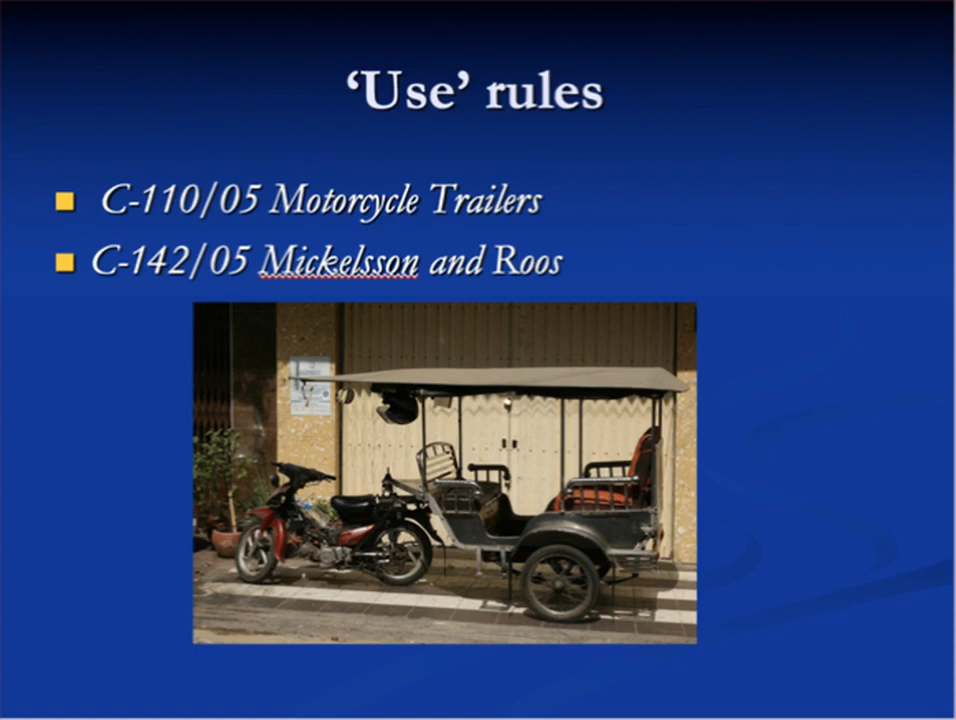 ‘Use’ rules
C-110/05 Motorcycle Trailers
C-142/05 Mickelsson and Roos